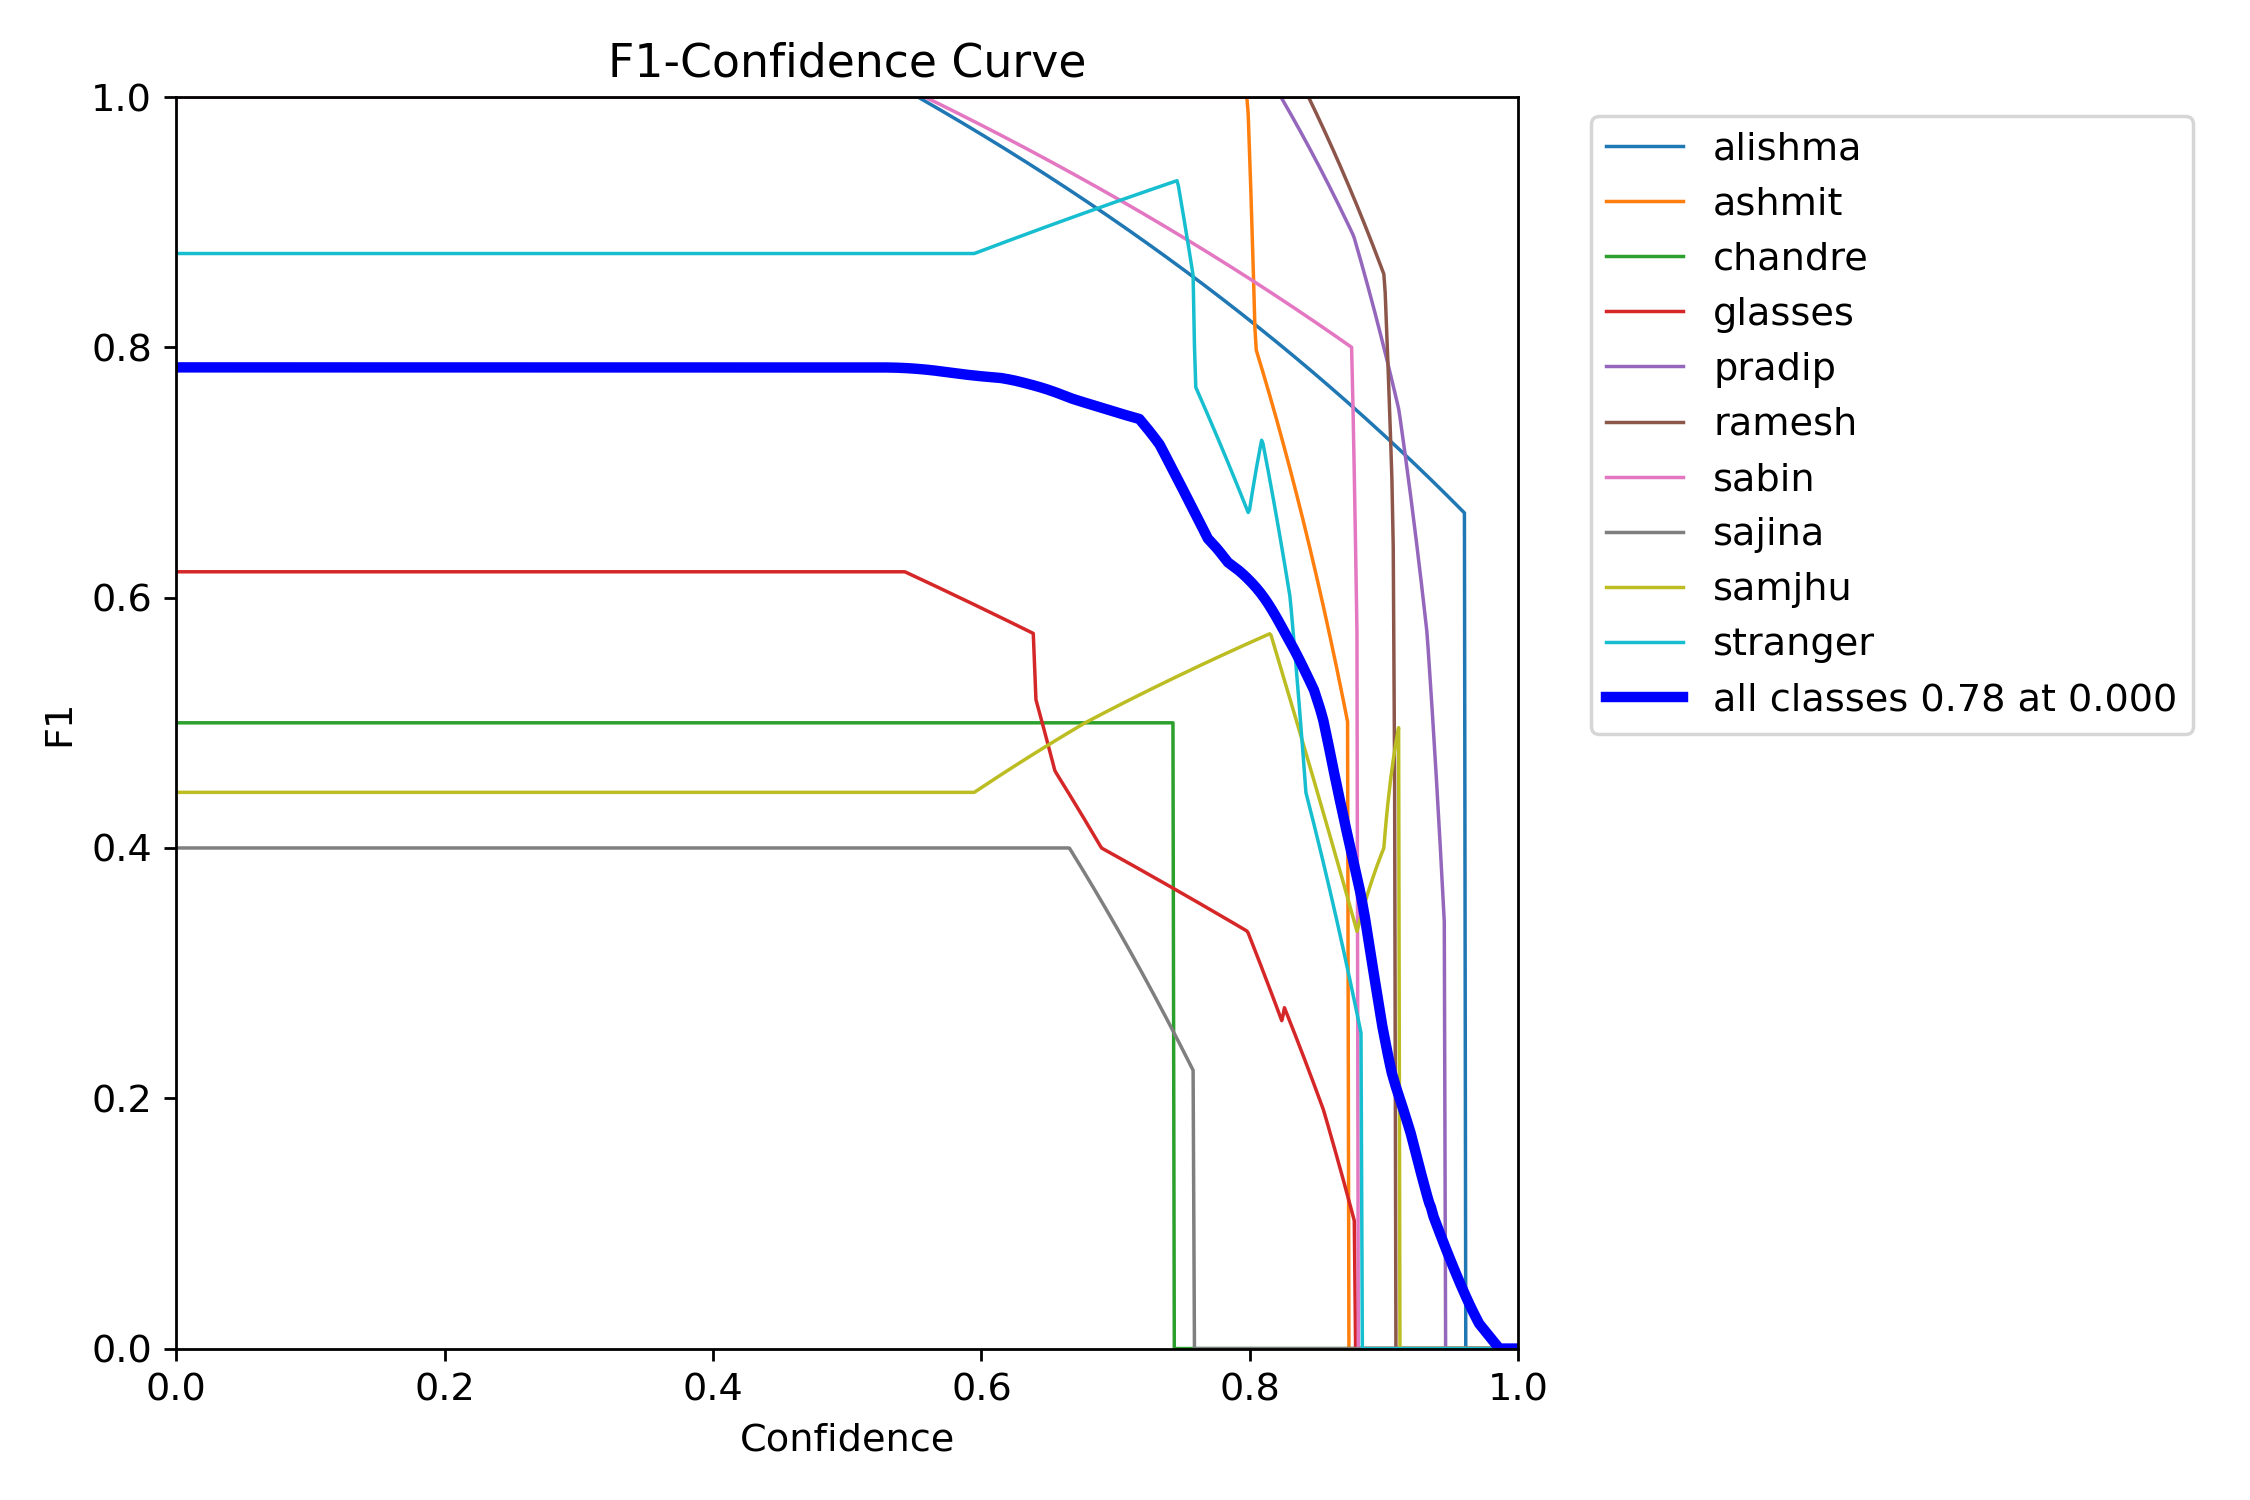 F1-Confidence Curve
1.0
0.8
0.6
0.4
0.2
0.0
F1
0.0 0.2 0.4 0.6 0.8 1.0
Confidence
alishma
ashmit
chandre
glasses
pradip
ramesh
sabin
sajina
samjhu
stranger
all classes 0.78 at 0.000